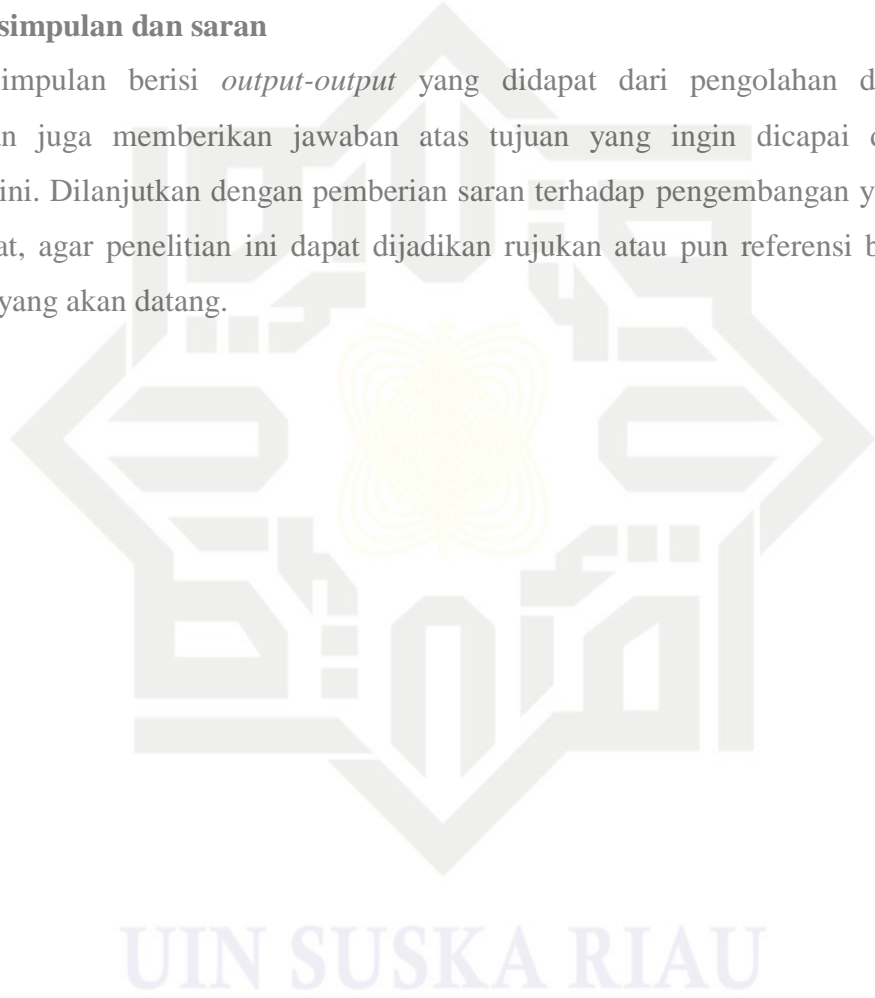 simpulan dan saran
impulan berisi output-output yang didapat dari pengolahan d
n juga memberikan jawaban atas tujuan yang ingin dicapai d
ini. Dilanjutkan dengan pemberian saran terhadap pengembangan y
at, agar penelitian ini dapat dijadikan rujukan atau pun referensi b
yang akan datang.
UIN SUSKA RIAU